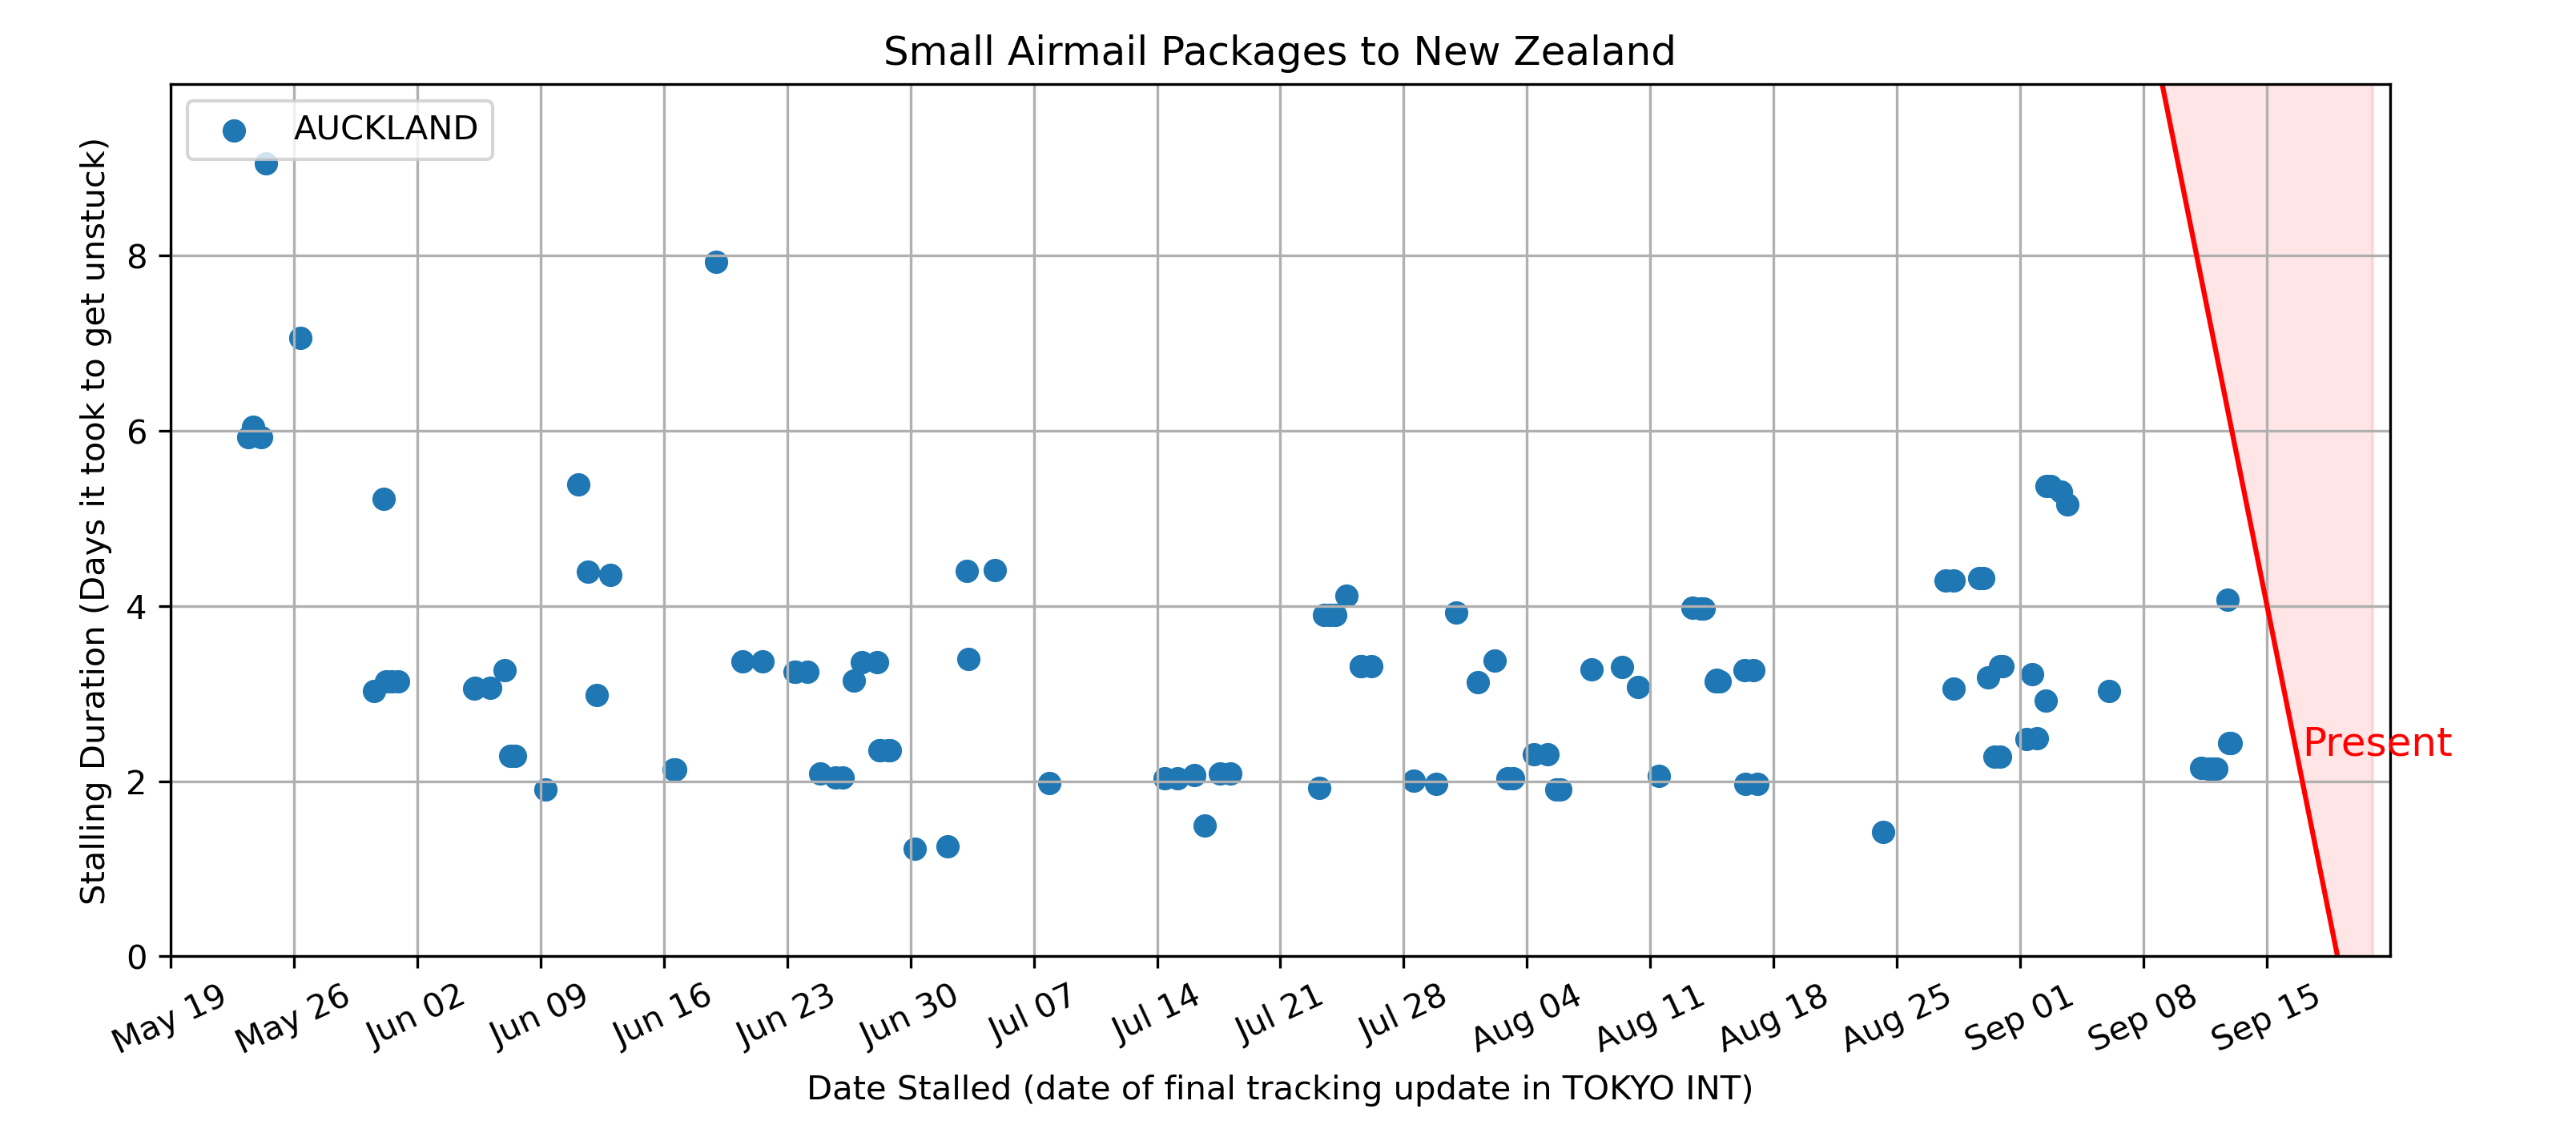 Small Airmail Packages to New Zealand
AUCKLAND
Stalling Duration (Days it took to get unstuck)
8
6
4
2
0
Present
May 19
May 26
Jun 02
Jun 09
Jun 16
Jun 23
Jun 30
Jul 07
Jul 14
Jul 21
Jul 28
Aug 04
Aug 11
Aug 18
Aug 25
Sep 01
Sep 08
Sep 15
Date Stalled (date of final tracking update in TOKYO INT)